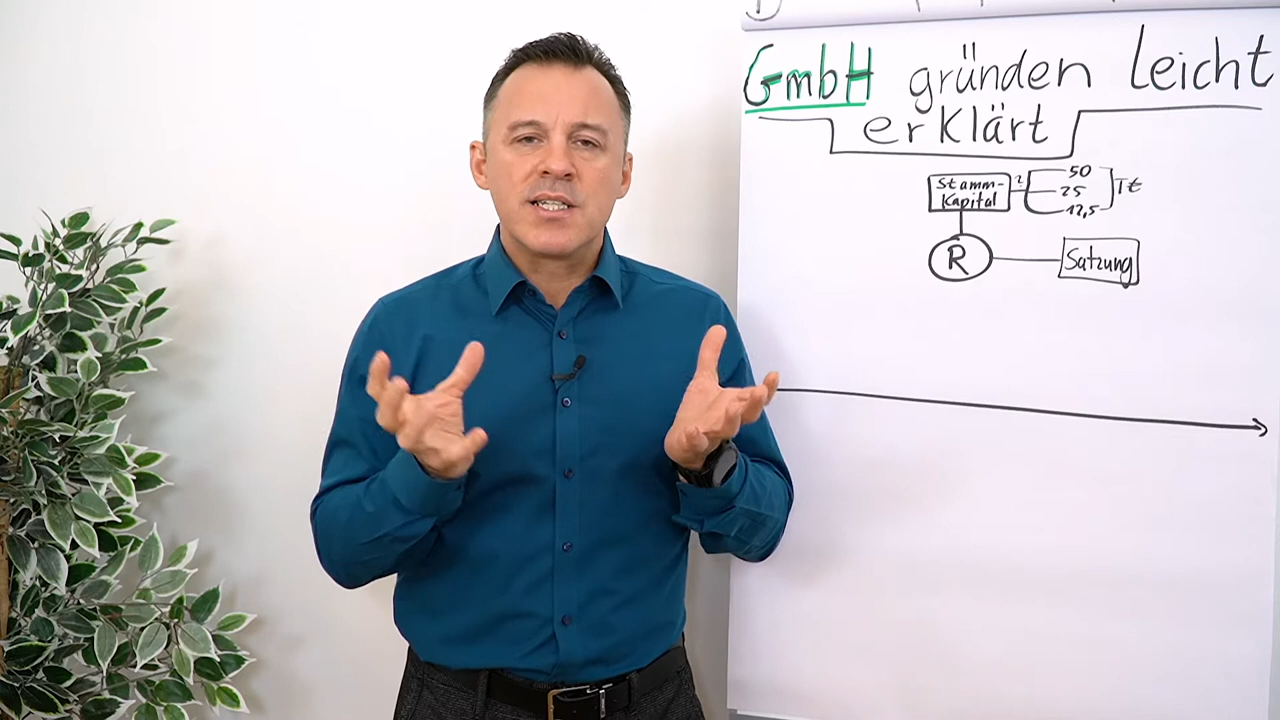 GmbH gründen leicht
erklärt
Stamm-
Kapital
?
50
25
12,5
T€
R
Satzung